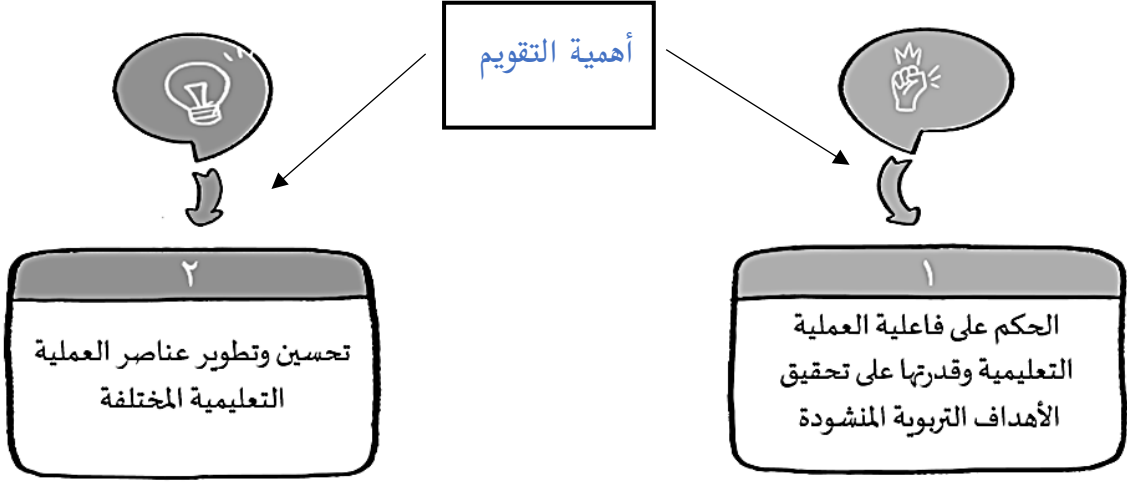 أهمية التقويم
١
الحكم على فاعلية العملية
التعليمية وقدرتها على تحقيق
الأهداف التربوية المنشودة
٢
تحسين وتطوير عناصر العملية
التعليمية المختلفة